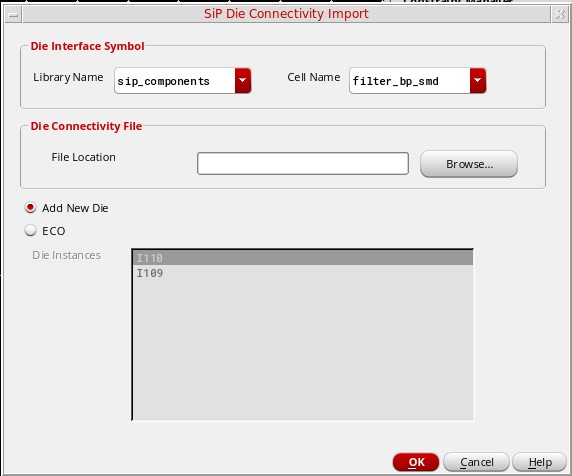 SiP Die Connectivity Import
Die Interface Symbol
Library Name sip_components Cell Name filter_bp_smd
Die Connectivity File
File Location Browse...
Add New Die
ECO
Die Instances
I110
I109
OK Cancel Help